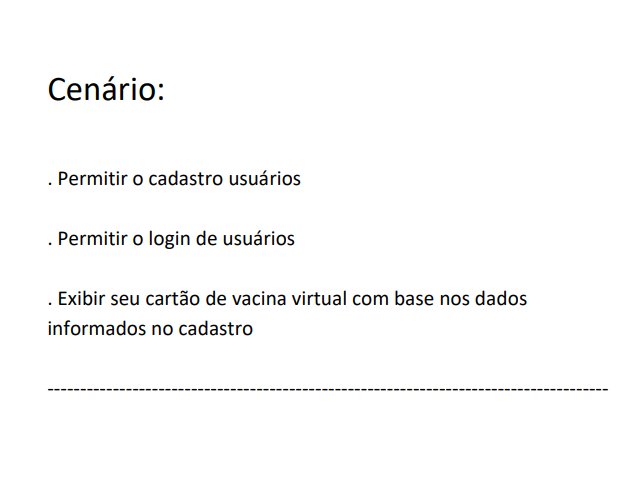 Cenário:
. Permitir o cadastro usuários
. Permitir o login de usuários
. Exibir seu cartão de vacina virtual com base nos dados
informados no cadastro
--------------------------------------------------------------------------------------